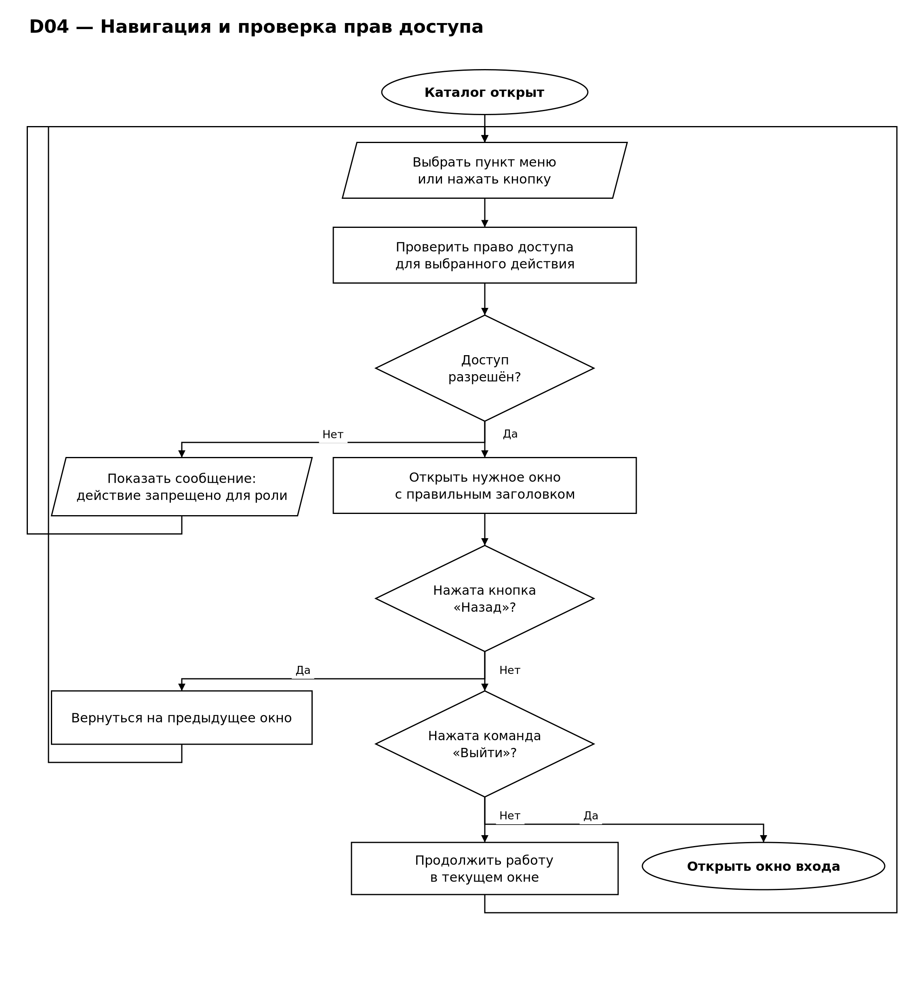 D04 — Навигация и проверка прав доступа
Каталог открыт
Выбрать пункт меню
или нажать кнопку
Проверить право доступа
для выбранного действия
Доступ
разрешён?
Нет
Да
Показать сообщение:
действие запрещено для роли
Открыть нужное окно
с правильным заголовком
Нажата кнопка
«Назад»?
Да
Нет
Вернуться на предыдущее окно
Нажата команда
«Выйти»?
Нет
Да
Продолжить работу
в текущем окне
Открыть окно входа